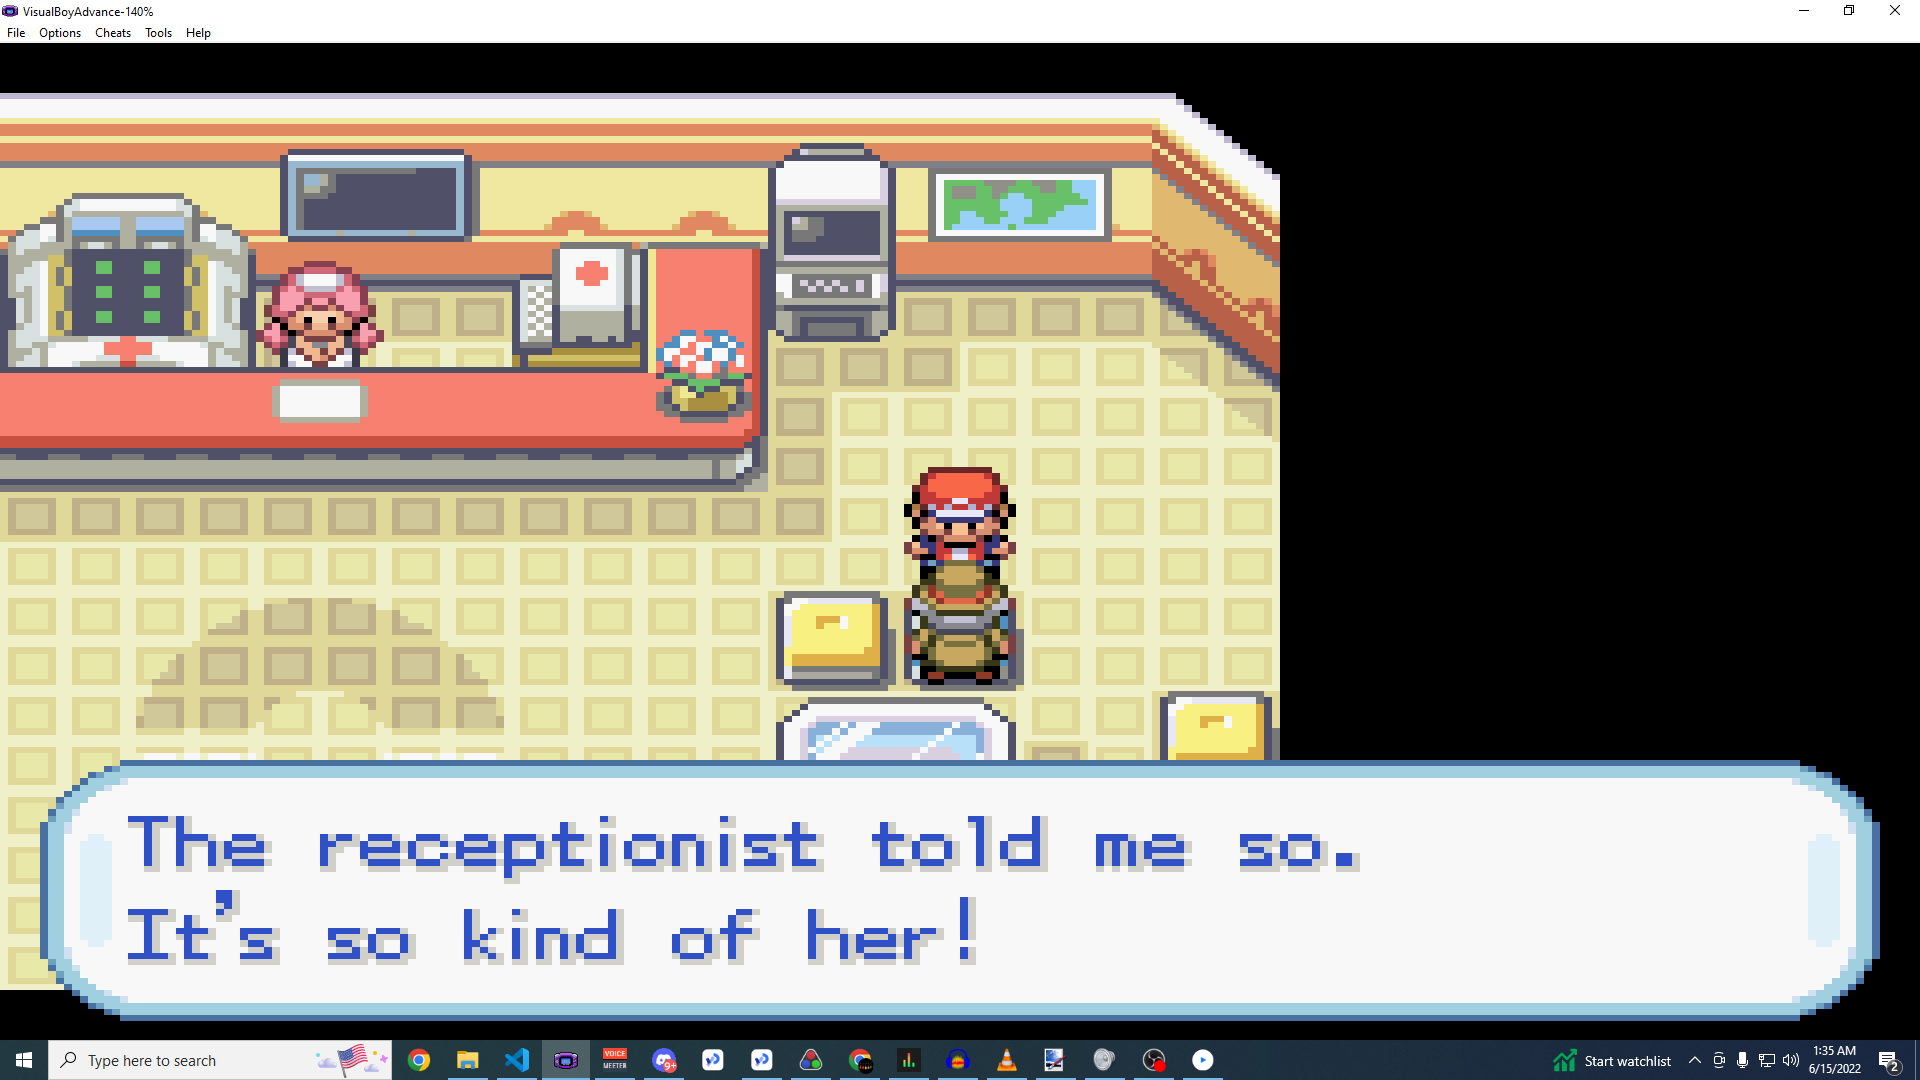 VisualBoyAdvance-140%
File Options Cheats Tools Help
The receptionist told me so.
It's so kind of her!
Type here to search
VOICE
MEETER
9+
Start watchlist
1:35 AM
6/15/2022
2